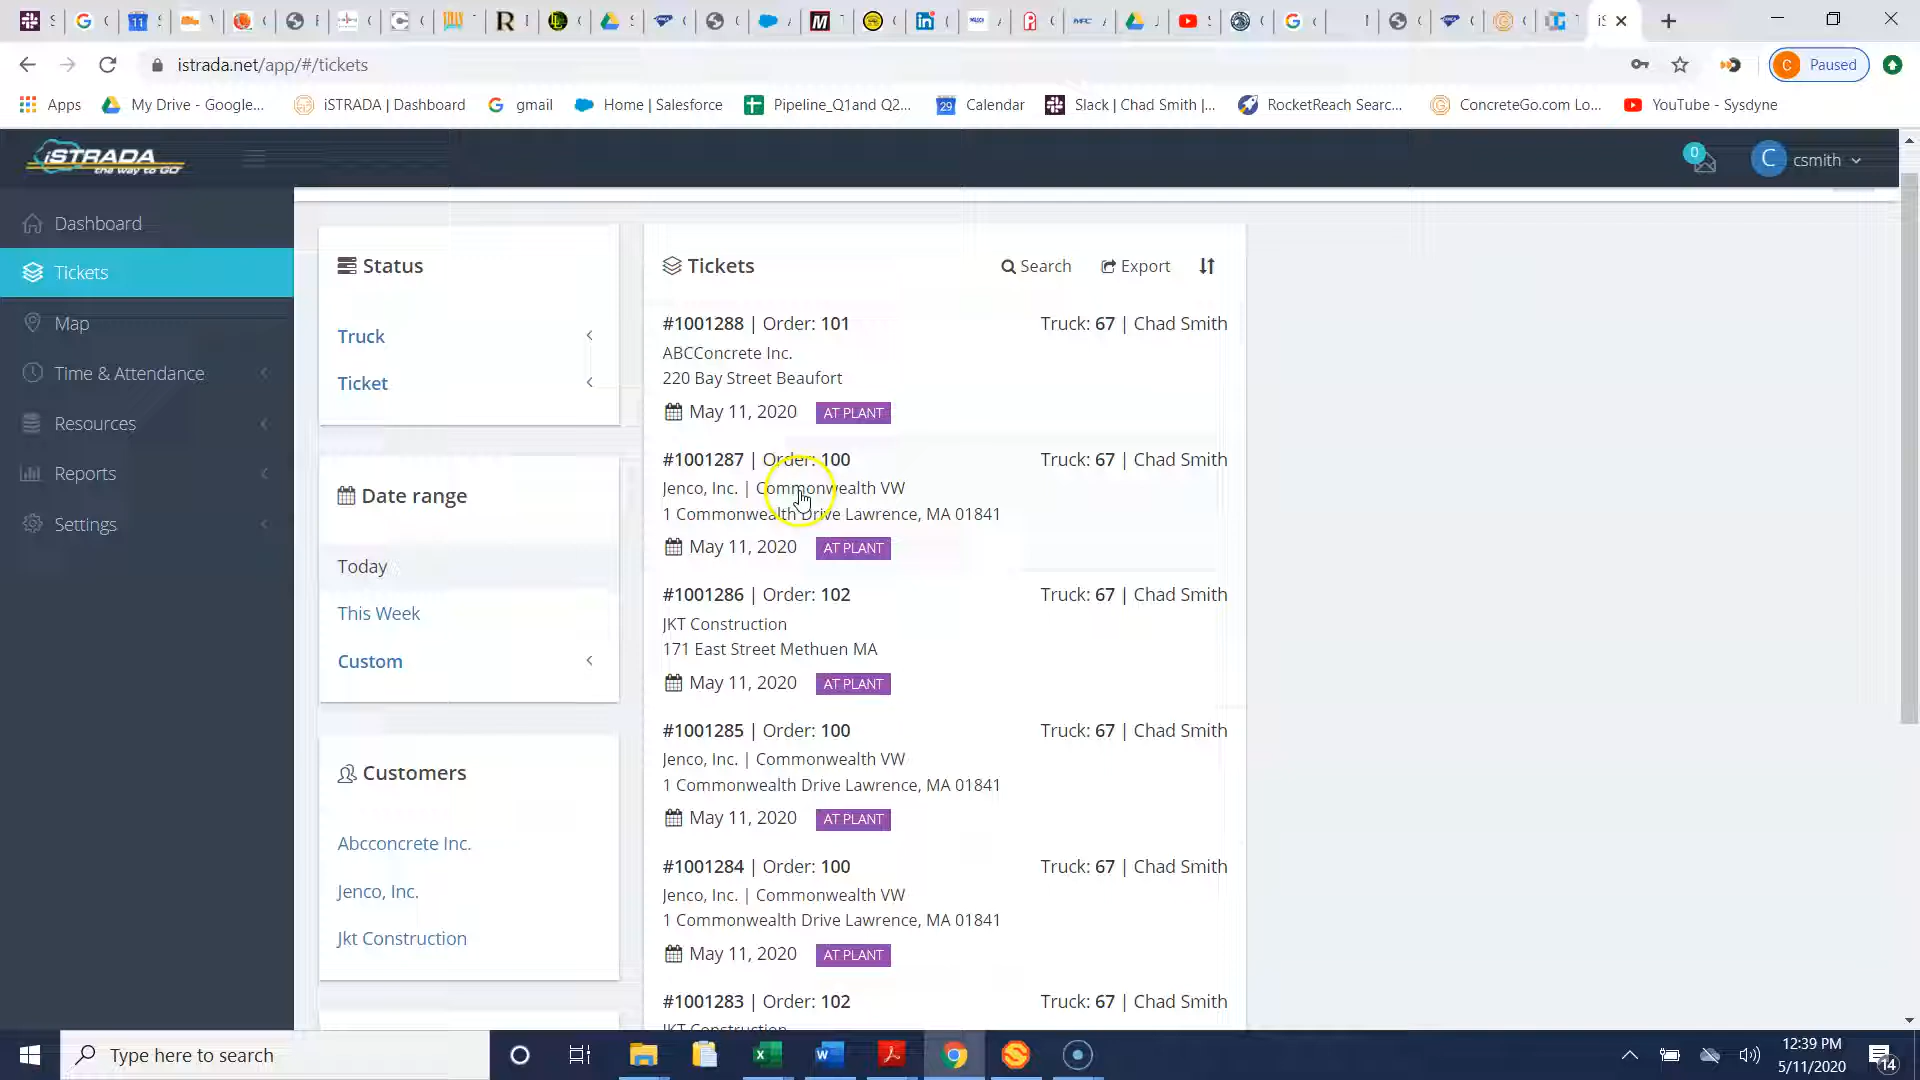 istrada.net/app/#/tickets
Paused
Apps
My Drive - Google...
iSTRADA | Dashboard
gmail
Home | Salesforce
Pipeline_Q1and Q2...
Calendar
Slack | Chad Smith |...
RocketReach Searc...
ConcreteGo.com Lo...
YouTube - Sysdyne
iSTRADA
the way to GO
0
C
csmith
Dashboard
Tickets
Map
Time & Attendance
Resources
Reports
Settings
Status
Truck
Ticket
Date range
Today
This Week
Custom
Customers
Abcconcrete Inc.
Jenco, Inc.
Jkt Construction
Tickets
Search
Export
#1001288 | Order: 101
Truck: 67 | Chad Smith
ABCConcrete Inc.
220 Bay Street Beaufort
May 11, 2020
AT PLANT
#1001287 | Order: 100
Truck: 67 | Chad Smith
Jenco, Inc. | Commonwealth VW
1 Commonwealth Drive Lawrence, MA 01841
May 11, 2020
AT PLANT
#1001286 | Order: 102
Truck: 67 | Chad Smith
JKT Construction
171 East Street Methuen MA
May 11, 2020
AT PLANT
#1001285 | Order: 100
Truck: 67 | Chad Smith
Jenco, Inc. | Commonwealth VW
1 Commonwealth Drive Lawrence, MA 01841
May 11, 2020
AT PLANT
#1001284 | Order: 100
Truck: 67 | Chad Smith
Jenco, Inc. | Commonwealth VW
1 Commonwealth Drive Lawrence, MA 01841
May 11, 2020
AT PLANT
#1001283 | Order: 102
Truck: 67 | Chad Smith
JKT Construction
Type here to search
12:39 PM
5/11/2020
14